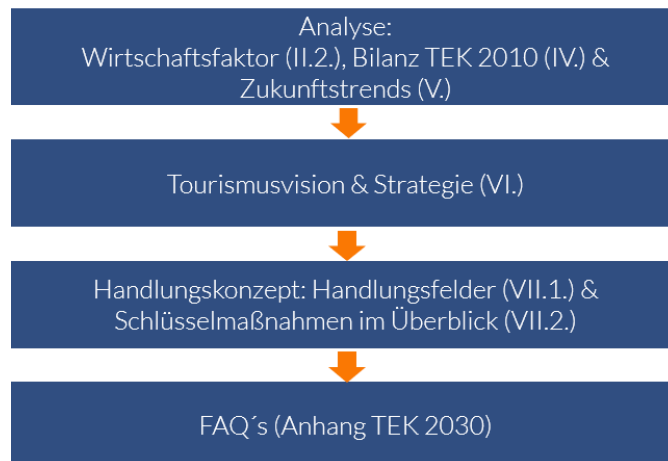 Analyse:
Wirtschaftsfaktor (II.2.), Bilanz TEK 2010 (IV.) &
Zukunftstrends (V.)
Tourismusvision & Strategie (VI.)
Handlungskonzept: Handlungsfelder (VII.1.) &
Schlüsselmaßnahmen im Überblick (VII.2.)
FAQ´s (Anhang TEK 2030)